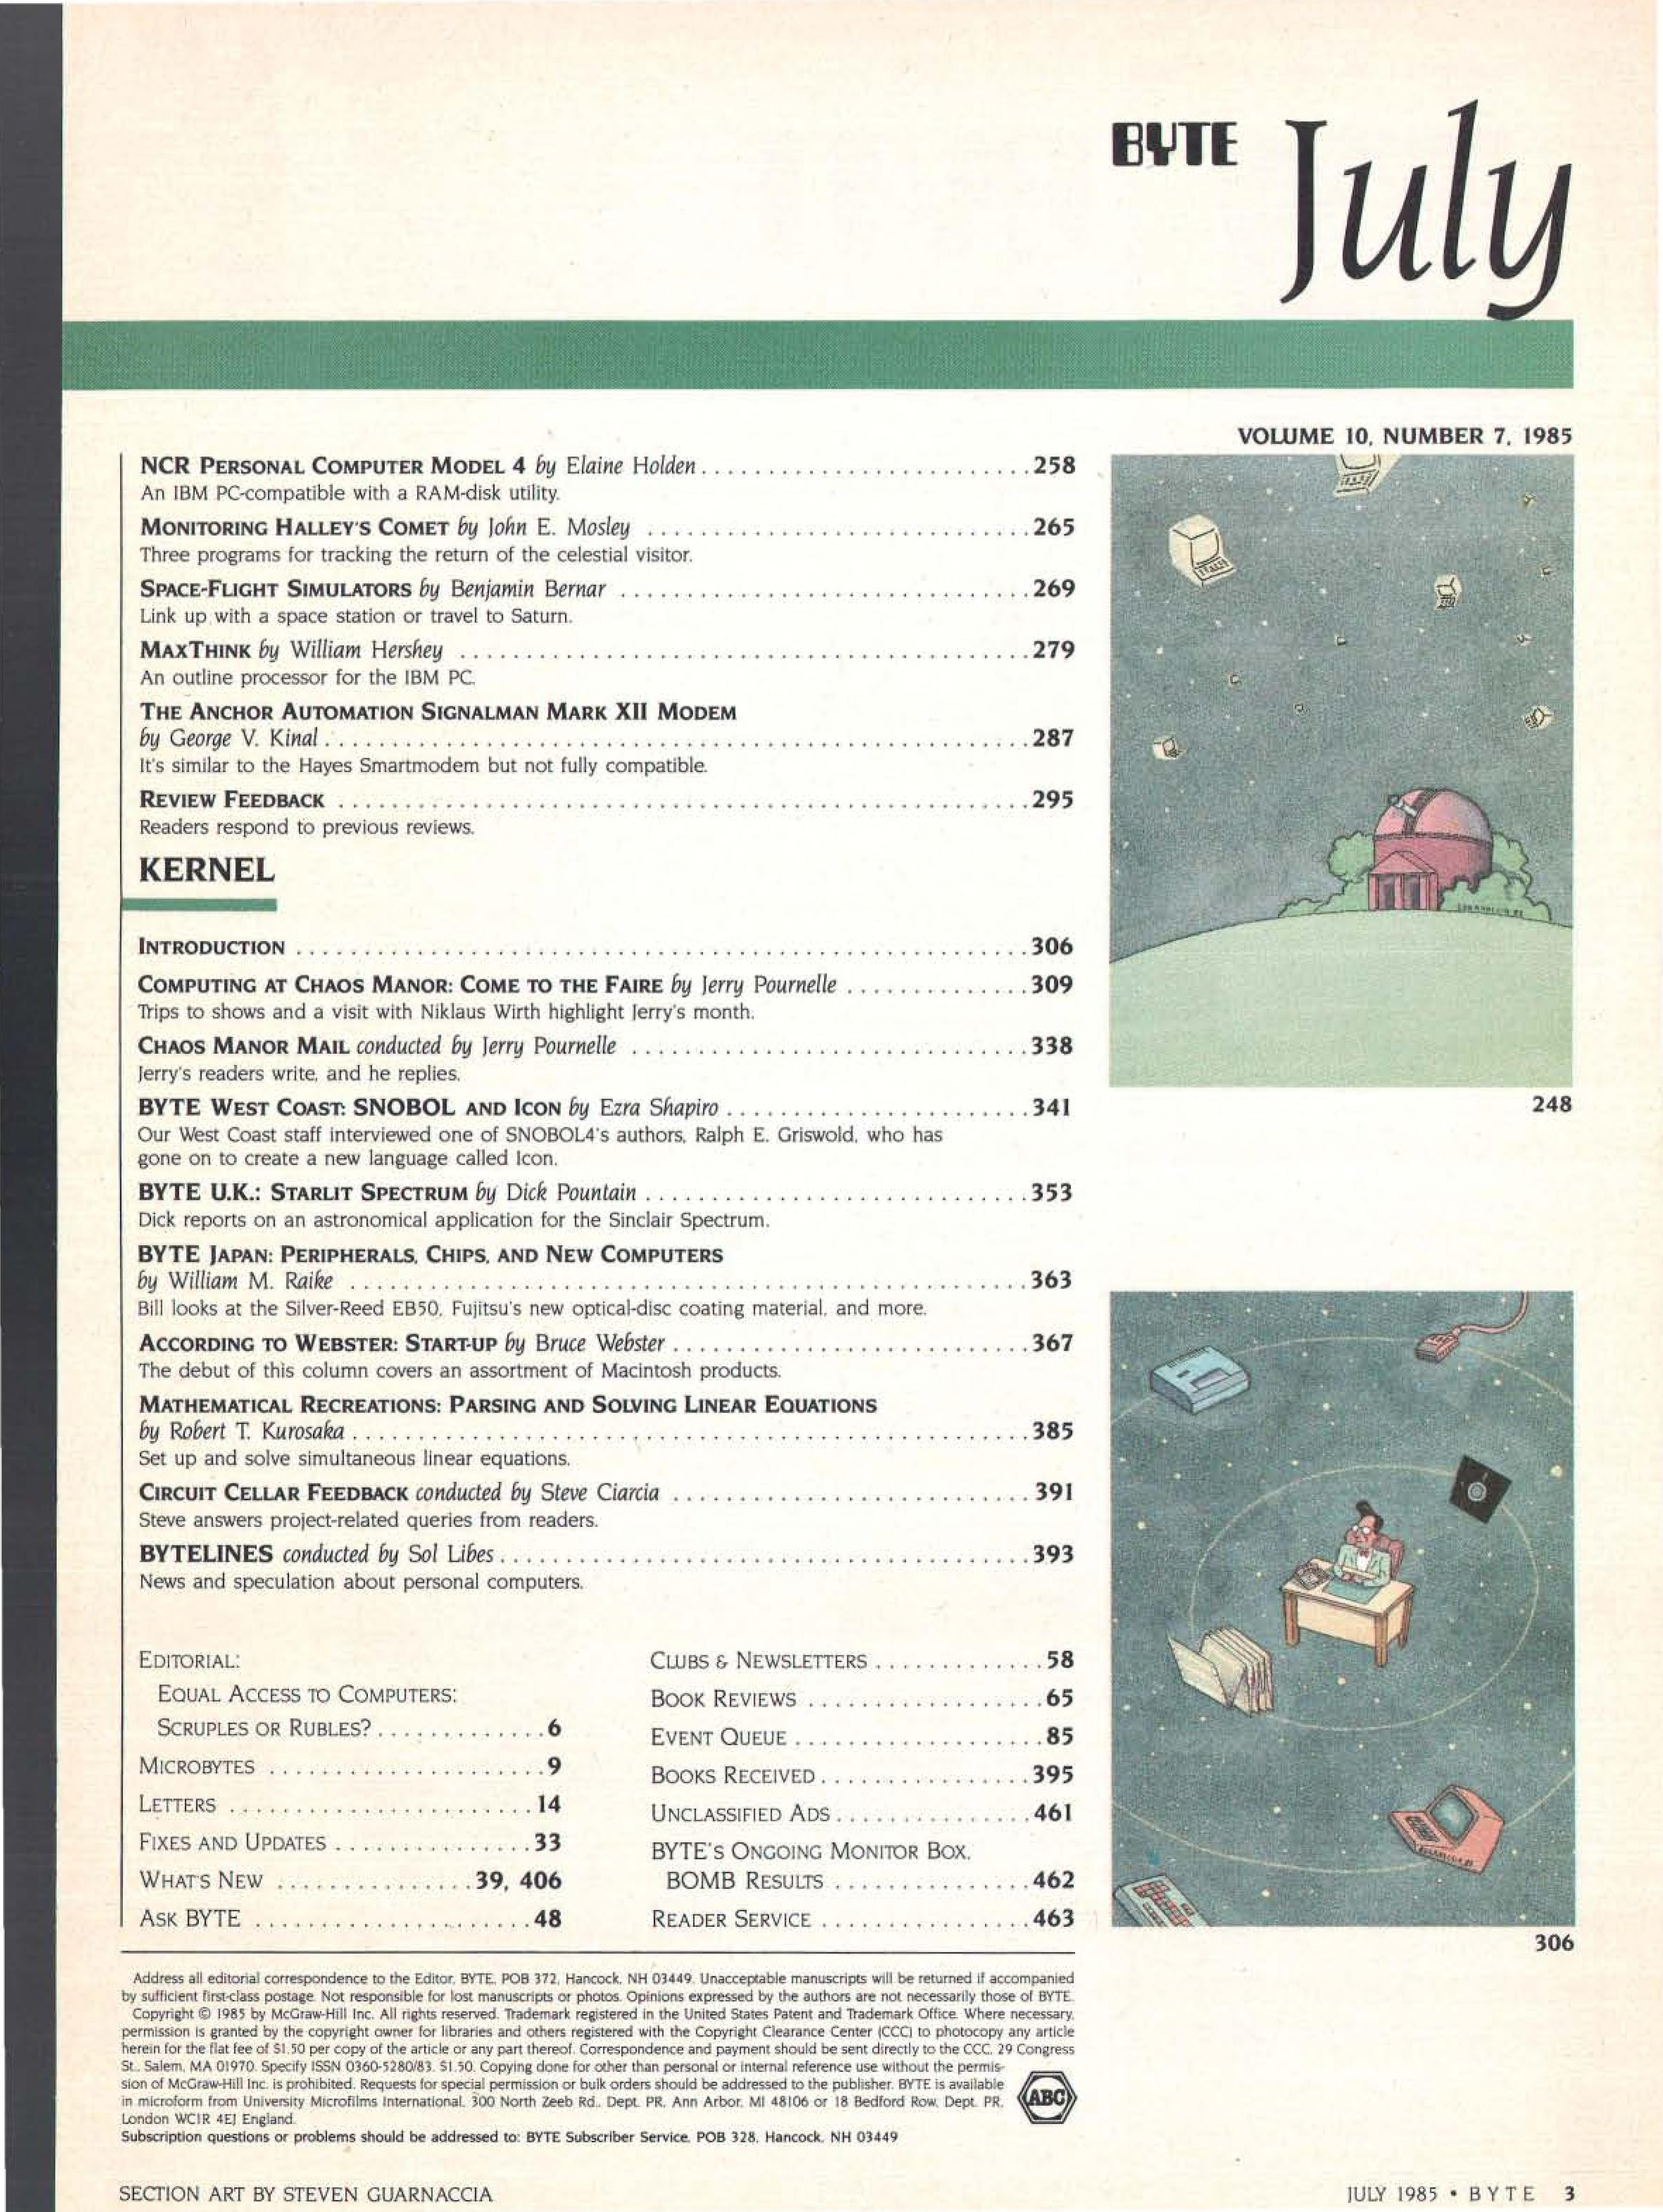 BYTE July
VOLUME 10, NUMBER 7, 1985
NCR PERSONAL COMPUTER MODEL 4 by Elaine Holden . . . . . . . . . . . . . . . . . . . . . . . . . 258
An IBM PC-compatible with a RAM-disk utility.
MONITORING HALLEY'S COMET by John E. Mosley . . . . . . . . . . . . . . . . . . . . . . . . . . . . . 265
Three programs for tracking the return of the celestial visitor.
SPACE-FLIGHT SIMULATORS by Benjamin Bernar . . . . . . . . . . . . . . . . . . . . . . . . . . . . . . . 269
Link up with a space station or travel to Saturn.
MAXTHINK by William Hershey . . . . . . . . . . . . . . . . . . . . . . . . . . . . . . . . . . . . . . . . . . . 279
An outline processor for the IBM PC.
THE ANCHOR AUTOMATION SIGNALMAN MARK XII MODEM
by George V. Kinal . . . . . . . . . . . . . . . . . . . . . . . . . . . . . . . . . . . . . . . . . . . . . . . . . . . . . 287
It's similar to the Hayes Smartmodem but not fully compatible.
REVIEW FEEDBACK . . . . . . . . . . . . . . . . . . . . . . . . . . . . . . . . . . . . . . . . . . . . . . . . . . . . 295
Readers respond to previous reviews.
KERNEL
INTRODUCTION . . . . . . . . . . . . . . . . . . . . . . . . . . . . . . . . . . . . . . . . . . . . . . . . . . . . . . . 306
COMPUTING AT CHAOS MANOR: COME TO THE FAIRE by Jerry Pournelle . . . . . . . . . . . . . . 309
Trips to shows and a visit with Niklaus Wirth highlight Jerry's month.
CHAOS MANOR MAIL conducted by Jerry Pournelle . . . . . . . . . . . . . . . . . . . . . . . . . . . . . . 338
Jerry's readers write, and he replies.
BYTE WEST COAST: SNOBOL AND ICON by Ezra Shapiro . . . . . . . . . . . . . . . . . . . . . . . 341
Our West Coast staff interviewed one of SNOBOL4's authors, Ralph E. Griswold, who has
gone on to create a new language called Icon.
BYTE U.K.: STARLIT SPECTRUM by Dick Pountain . . . . . . . . . . . . . . . . . . . . . . . . . . . . . 353
Dick reports on an astronomical application for the Sinclair Spectrum.
BYTE JAPAN: PERIPHERALS, CHIPS, AND NEW COMPUTERS
by William M. Raike . . . . . . . . . . . . . . . . . . . . . . . . . . . . . . . . . . . . . . . . . . . . . . . . . . . 363
Bill looks at the Silver-Reed EB50, Fujitsu's new optical-disc coating material, and more.
ACCORDING TO WEBSTER: START-UP by Bruce Webster . . . . . . . . . . . . . . . . . . . . . . . . . . . 367
The debut of this column covers an assortment of Macintosh products.
MATHEMATICAL RECREATIONS: PARSING AND SOLVING LINEAR EQUATIONS
by Robert T. Kurosaka . . . . . . . . . . . . . . . . . . . . . . . . . . . . . . . . . . . . . . . . . . . . . . . . . . . 385
Set up and solve simultaneous linear equations.
CIRCUIT CELLAR FEEDBACK conducted by Steve Ciarcia . . . . . . . . . . . . . . . . . . . . . . . . . . . 391
Steve answers project-related queries from readers.
BYTELINES conducted by Sol Libes . . . . . . . . . . . . . . . . . . . . . . . . . . . . . . . . . . . . . . . . 393
News and speculation about personal computers.
248
EDITORIAL:
EQUAL ACCESS TO COMPUTERS:
SCRUPLES OR RUBLES? . . . . . . . . . . . . . 6
MICROBYTES . . . . . . . . . . . . . . . . . . . . . 9
LETTERS . . . . . . . . . . . . . . . . . . . . . . . 14
FIXES AND UPDATES . . . . . . . . . . . . . . . 33
WHAT'S NEW . . . . . . . . . . . . . . . 39, 406
ASK BYTE . . . . . . . . . . . . . . . . . . . . . 48
CLUBS & NEWSLETTERS . . . . . . . . . . . . . 58
BOOK REVIEWS . . . . . . . . . . . . . . . . . . 65
EVENT QUEUE . . . . . . . . . . . . . . . . . . . 85
BOOKS RECEIVED . . . . . . . . . . . . . . . . 395
UNCLASSIFIED ADS . . . . . . . . . . . . . . . 461
BYTE'S ONGOING MONITOR BOX,
BOMB RESULTS . . . . . . . . . . . . . . . 462
READER SERVICE . . . . . . . . . . . . . . . . 463
306
Address all editorial correspondence to the Editor, BYTE, POB 372, Hancock, NH 03449. Unacceptable manuscripts will be returned if accompanied
by sufficient first-class postage. Not responsible for lost manuscripts or photos. Opinions expressed by the authors are not necessarily those of BYTE.
Copyright © 1985 by McGraw-Hill Inc. All rights reserved. Trademark registered in the United States Patent and Trademark Office. Where necessary,
permission is granted by the copyright owner for libraries and others registered with the Copyright Clearance Center (CCC) to photocopy any article
herein for the flat fee of $1.50 per copy of the article or any part thereof. Correspondence and payment should be sent directly to the CCC, 29 Congress
St., Salem, MA 01970. Specify ISSN 0360-5280/83, $1.50. Copying done for other than personal or internal reference use without the permis-
sion of McGraw-Hill Inc. is prohibited. Requests for special permission or bulk orders should be addressed to the publisher. BYTE is available
in microform from University Microfilms International, 300 North Zeeb Rd., Dept. PR, Ann Arbor, MI 48106 or 18 Bedford Row, Dept. PR,
London WC1R 4EJ England.
ABC
Subscription questions or problems should be addressed to: BYTE Subscriber Service, POB 328, Hancock, NH 03449
SECTION ART BY STEVEN GUARNACCIA
JULY 1985 • BYTE 3